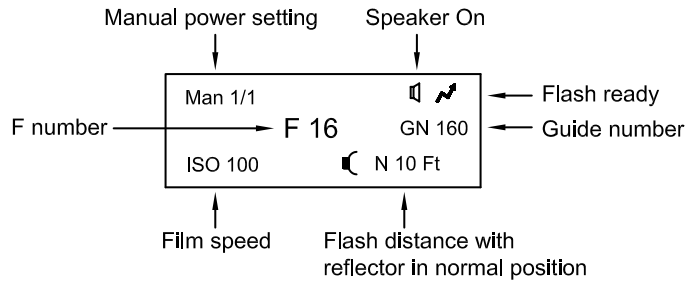 Manual power setting Speaker On
Man 1/1
Flash ready
F number
F 16
GN 160
Guide number
ISO 100
N 10 Ft
Film speed
Flash distance with
reflector in normal position